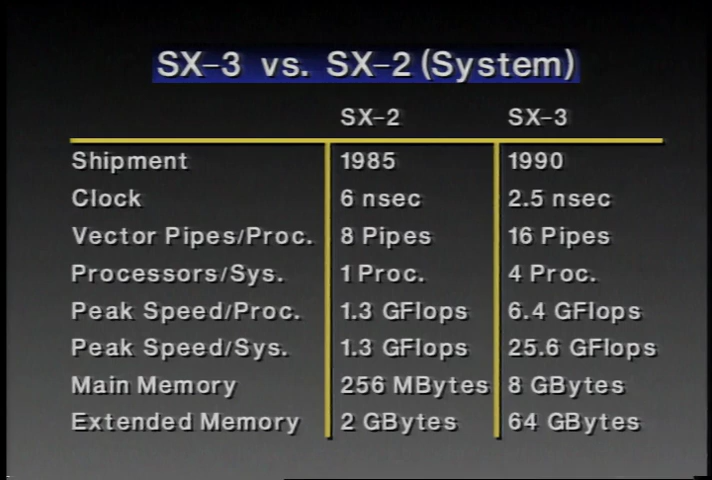 SX-3 vs. SX-2 (System)
SX-2 SX-3
Shipment 1985 1990
Clock 6 nsec 2.5 nsec
Vector Pipes/Proc. 8 Pipes 16 Pipes
Processors/Sys. 1 Proc. 4 Proc.
Peak Speed/Proc. 1.3 GFlops 6.4 GFlops
Peak Speed/Sys. 1.3 GFlops 25.6 GFlops
Main Memory 256 MBytes 8 GBytes
Extended Memory 2 GBytes 64 GBytes